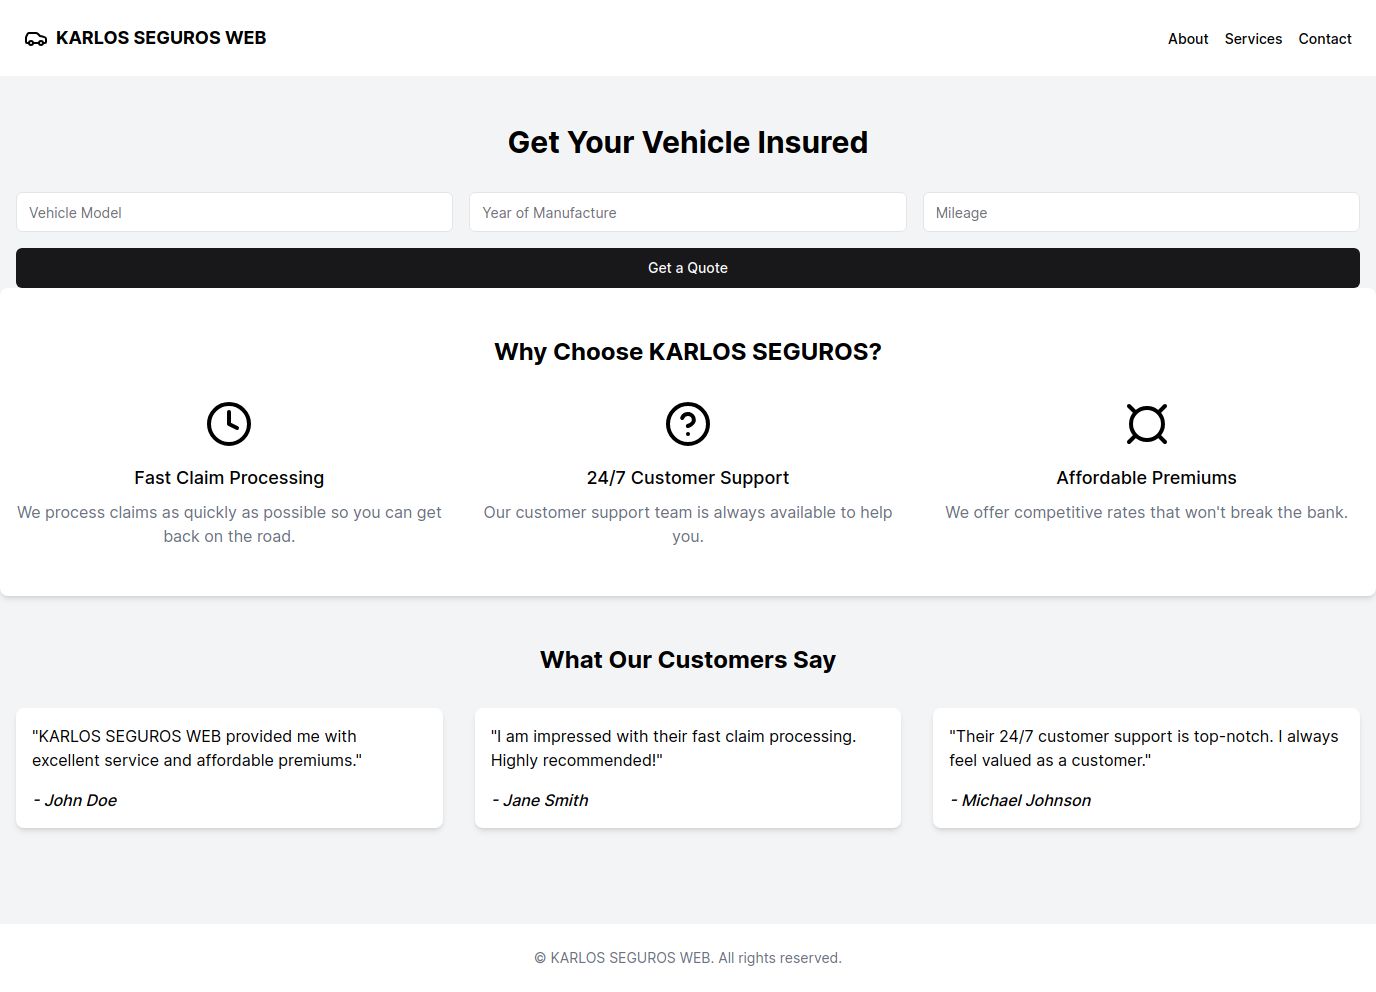 KARLOS SEGUROS WEB
About Services Contact
Get Your Vehicle Insured
Vehicle Model
Year of Manufacture
Mileage
Get a Quote
Why Choose KARLOS SEGUROS?
Fast Claim Processing
We process claims as quickly as possible so you can get
back on the road.
24/7 Customer Support
Our customer support team is always available to help
you.
Affordable Premiums
We offer competitive rates that won't break the bank.
What Our Customers Say
"KARLOS SEGUROS WEB provided me with
excellent service and affordable premiums."
- John Doe
"I am impressed with their fast claim processing.
Highly recommended!"
- Jane Smith
"Their 24/7 customer support is top-notch. I always
feel valued as a customer."
- Michael Johnson
© KARLOS SEGUROS WEB. All rights reserved.